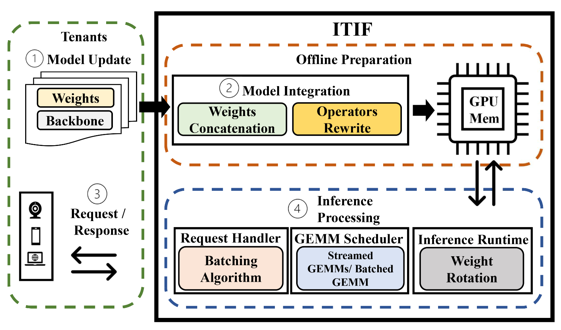 Tenants
① Model Update
Weights
Backbone
③
Request /
Response
ITIF
Offline Preparation
② Model Integration
Weights
Concatenation
Operators
Rewrite
GPU
Mem
④ Inference
Processing
Request Handler
Batching
Algorithm
GEMM Scheduler
Streamed
GEMMs/ Batched
GEMM
Inference Runtime
Weight
Rotation